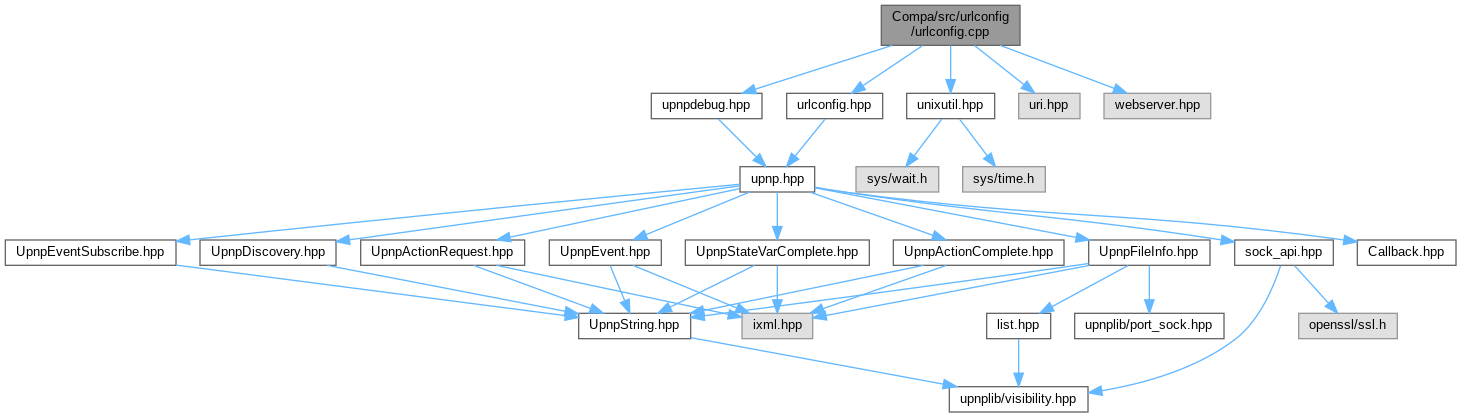 Compa/src/urlconfig
/urlconfig.cpp
upnpdebug.hpp
urlconfig.hpp
unixutil.hpp
uri.hpp
webserver.hpp
upnp.hpp
sys/wait.h
sys/time.h
UpnpEventSubscribe.hpp
UpnpDiscovery.hpp
UpnpActionRequest.hpp
UpnpEvent.hpp
UpnpStateVarComplete.hpp
UpnpActionComplete.hpp
UpnpFileInfo.hpp
sock_api.hpp
Callback.hpp
UpnpString.hpp
ixml.hpp
list.hpp
upnplib/port_sock.hpp
openssl/ssl.h
upnplib/visibility.hpp